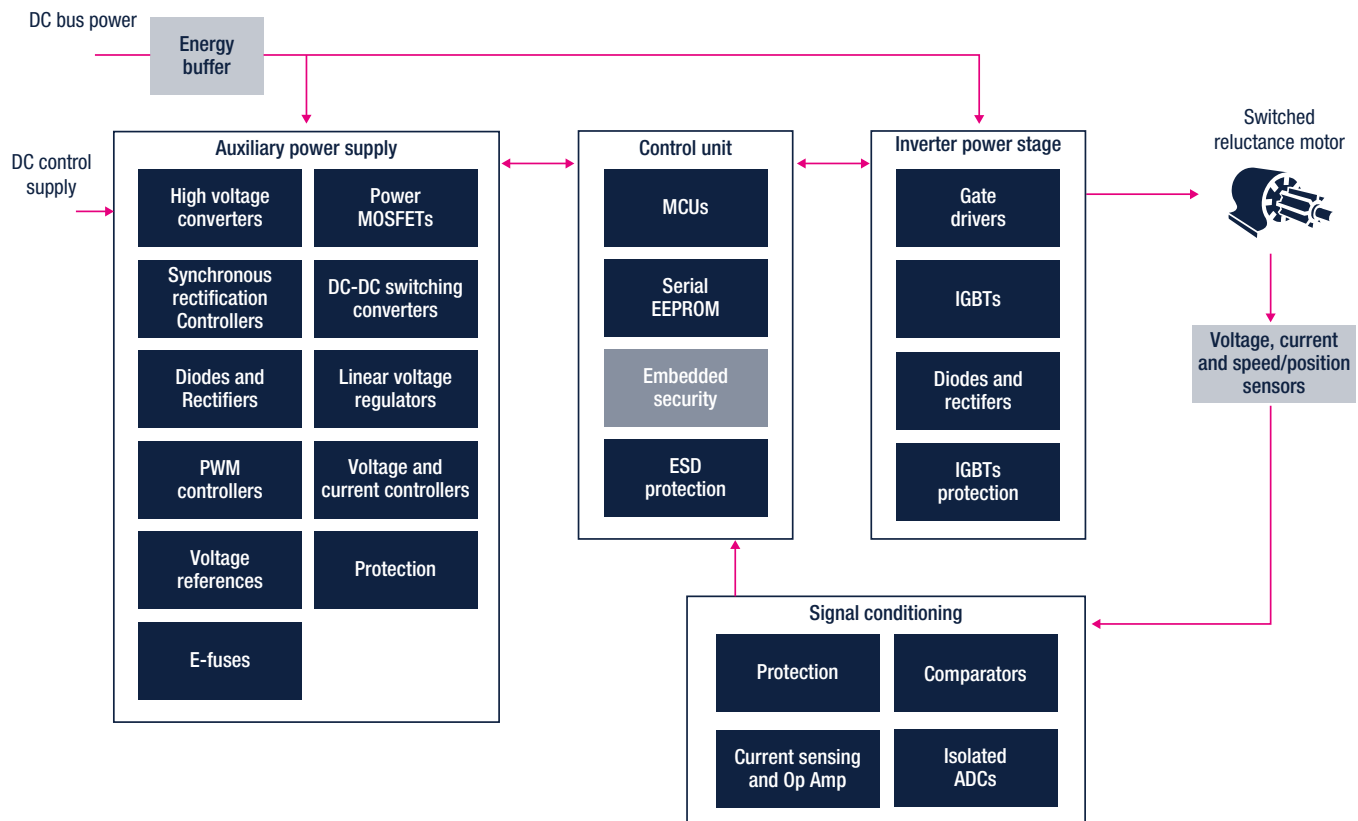 DC bus power
Energy
buffer
DC control
supply
Auxiliary power supply
High voltage
converters
Power
MOSFETs
Synchronous
rectification
Controllers
DC-DC switching
converters
Diodes and
Rectifiers
Linear voltage
regulators
PWM
controllers
Voltage and
current controllers
Voltage
references
Protection
E-fuses
Control unit
MCUs
Serial
EEPROM
Embedded
security
ESD
protection
Inverter power stage
Gate
drivers
IGBTs
Diodes and
rectifers
IGBTs
protection
Switched
reluctance motor
Voltage, current
and speed/position
sensors
Signal conditioning
Protection
Comparators
Current sensing
and Op Amp
Isolated
ADCs